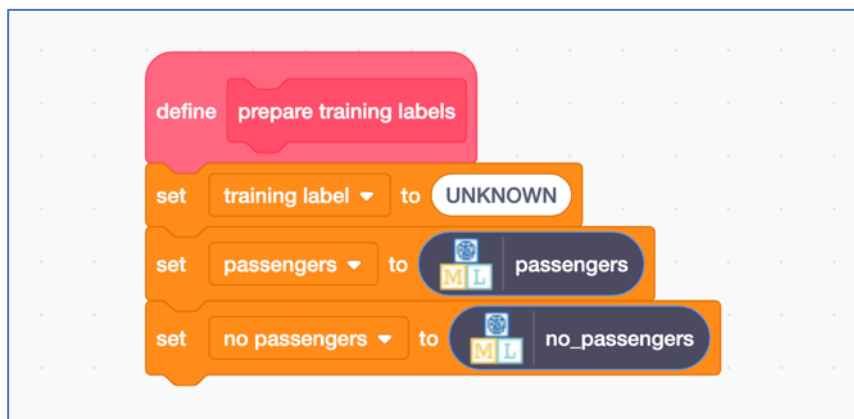 define prepare training labels
set training label to UNKNOWN
set passengers to ML passengers
set no passengers to ML no_passengers